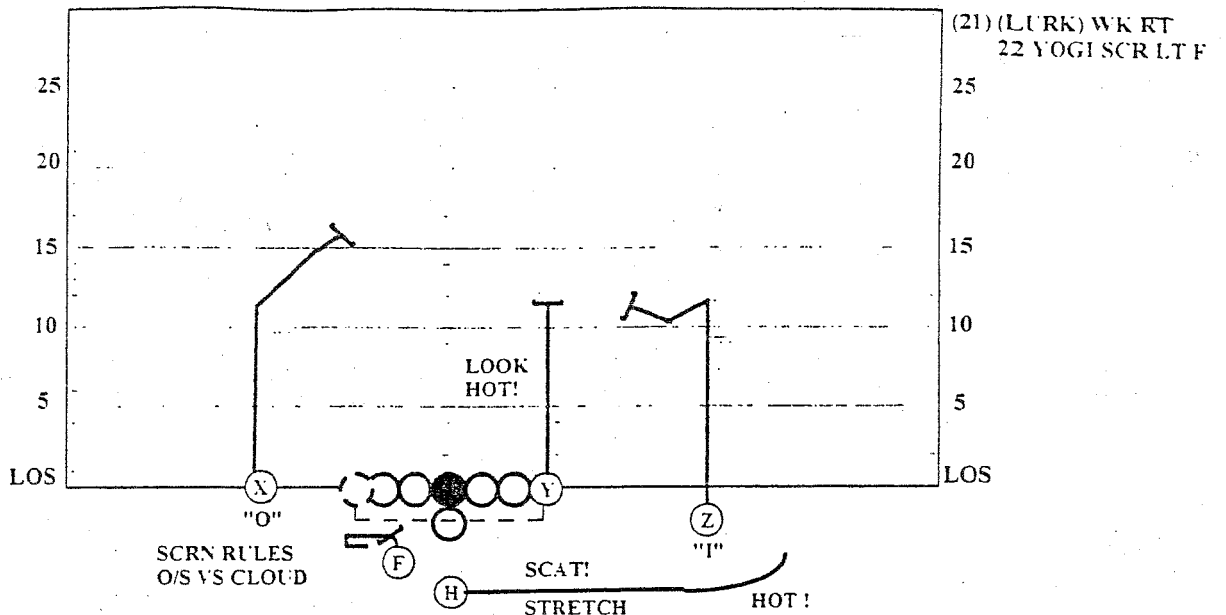 (21) (LURK) WK RT
22 YOGI SCR LT F
25
25
20
20
15
15
10
10
LOOK
HOT!
5
5
LOS
LOS
X
Y
Z
"O"
"I"
SCRN RULES
O/S VS CLOUD
F
H
SCAT!
STRETCH
HOT !